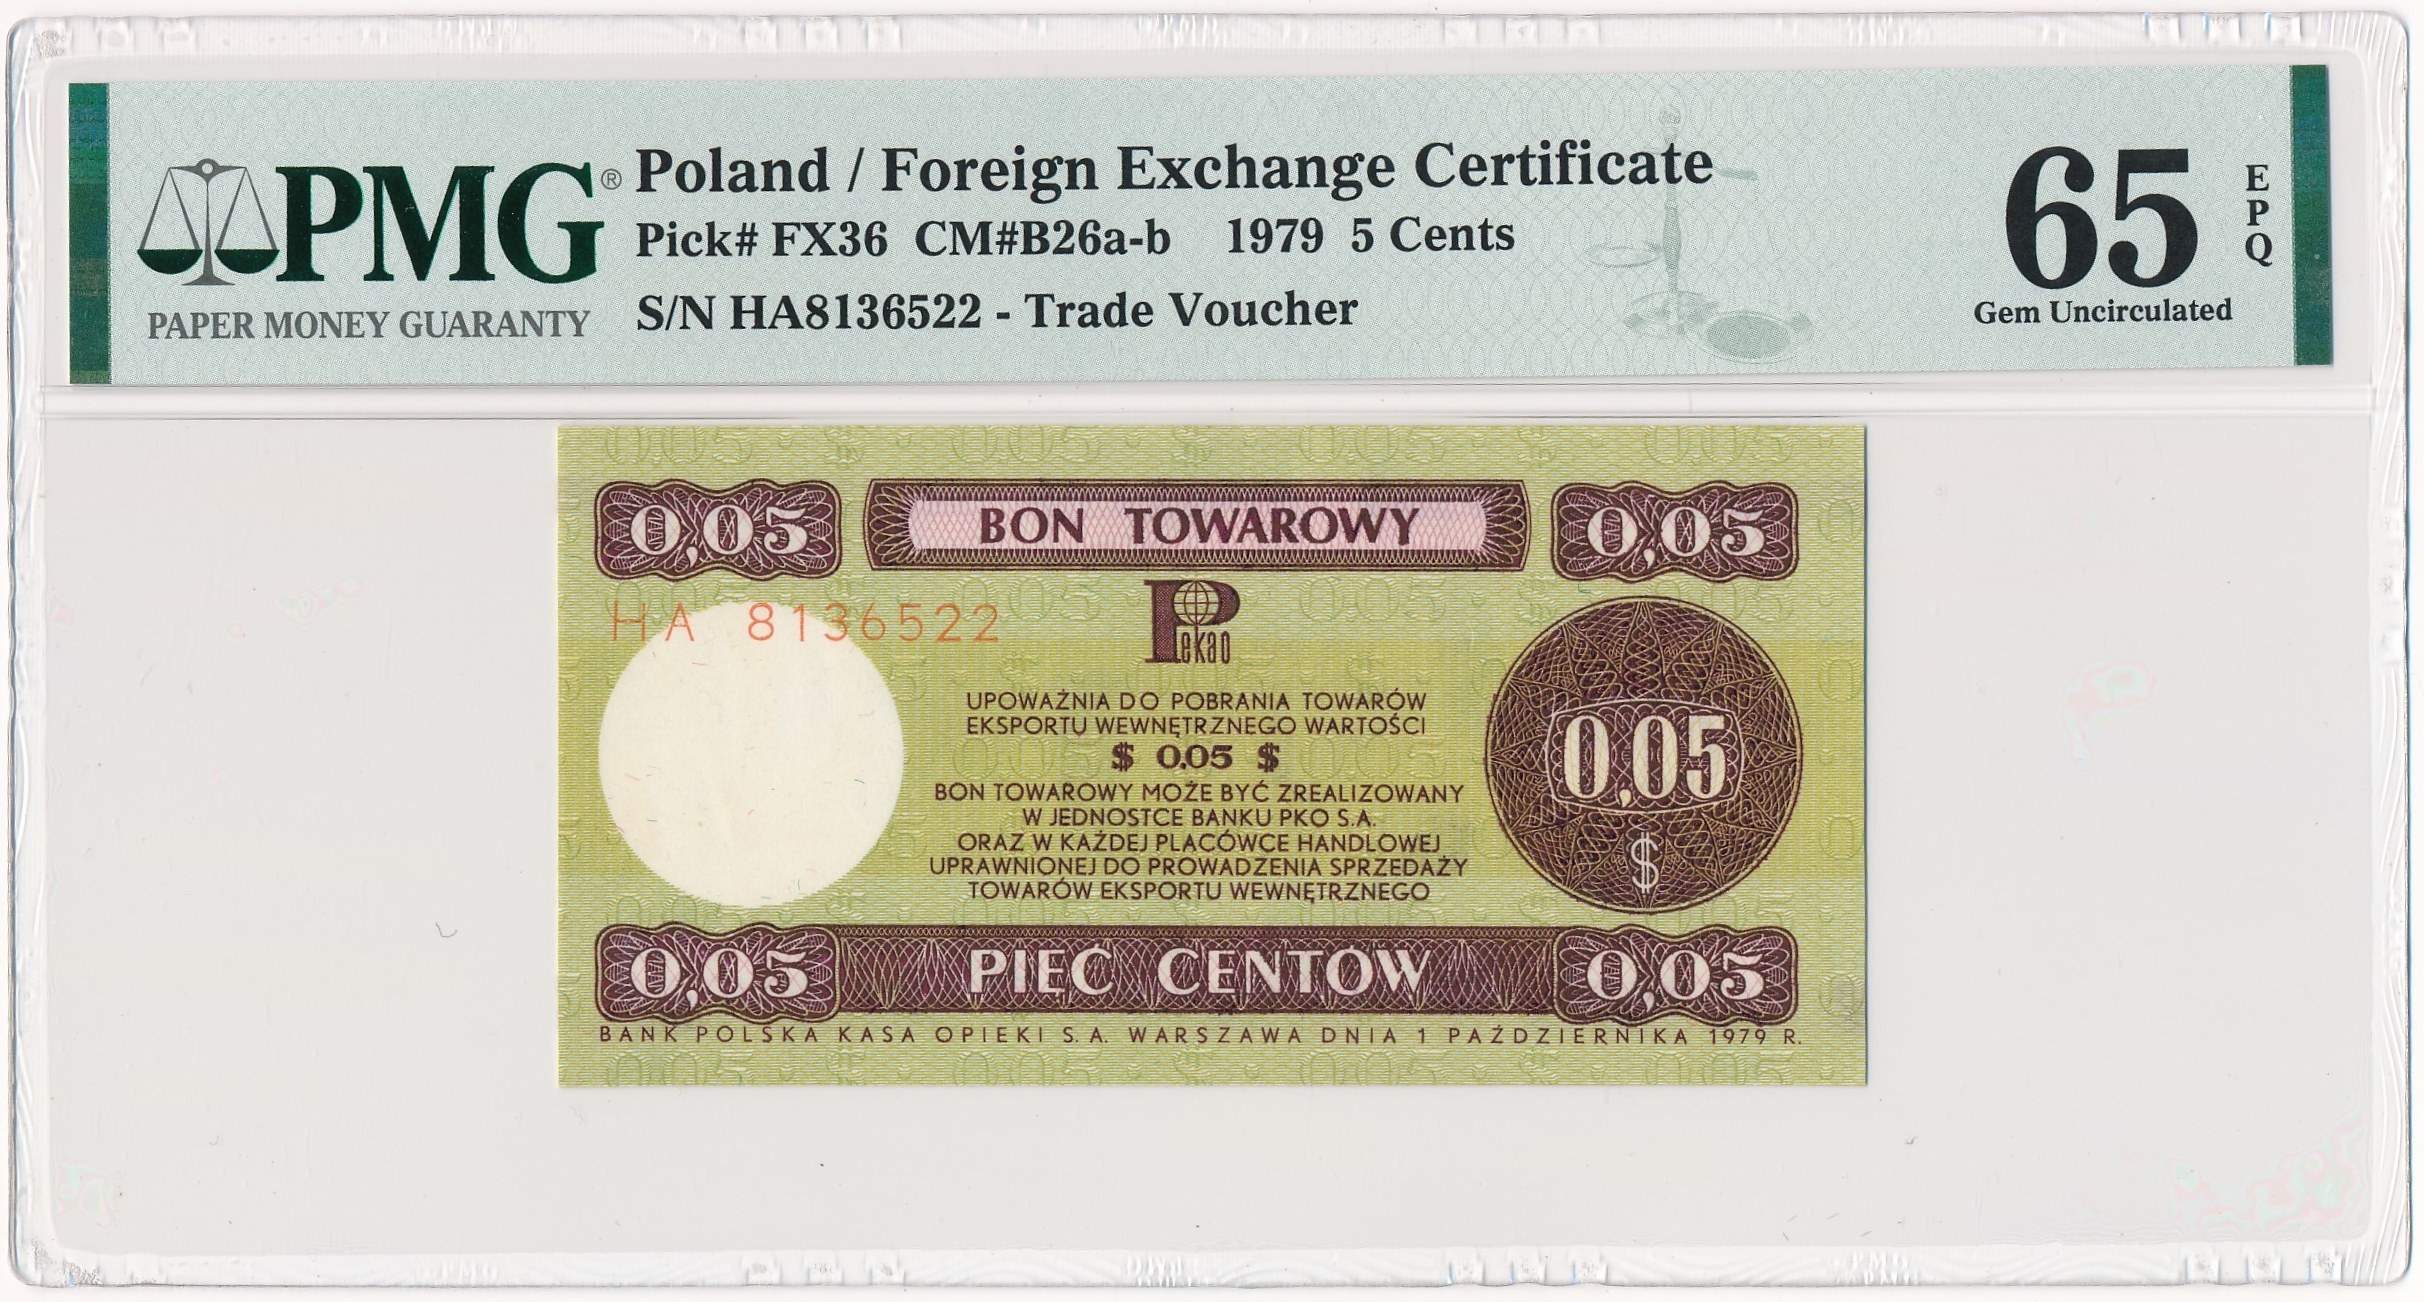 PMG®
PAPER MONEY GUARANTY
Poland / Foreign Exchange Certificate
Pick# FX36 CM#B26a-b 1979 5 Cents
S/N HA8136522 - Trade Voucher
65
EPQ
Gem Uncirculated
0,05 BON TOWAROWY 0,05
HA 8136522
Pekao
UPOWAŻNIA DO POBRANIA TOWARÓW
EKSPORTU WEWNĘTRZNEGO WARTOŚCI
$ 0.05 $
BON TOWAROWY MOŻE BYĆ ZREALIZOWANY
W JEDNOSTCE BANKU PKO S.A.
ORAZ W KAŻDEJ PLACÓWCE HANDLOWEJ
UPRAWNIONEJ DO PROWADZENIA SPRZEDAŻY
TOWARÓW EKSPORTU WEWNĘTRZNEGO
0,05
$
0,05 PIĘĆ CENTÓW 0,05
BANK POLSKA KASA OPIEKI S.A. WARSZAWA DNIA 1 PAŹDZIERNIKA 1979 R.